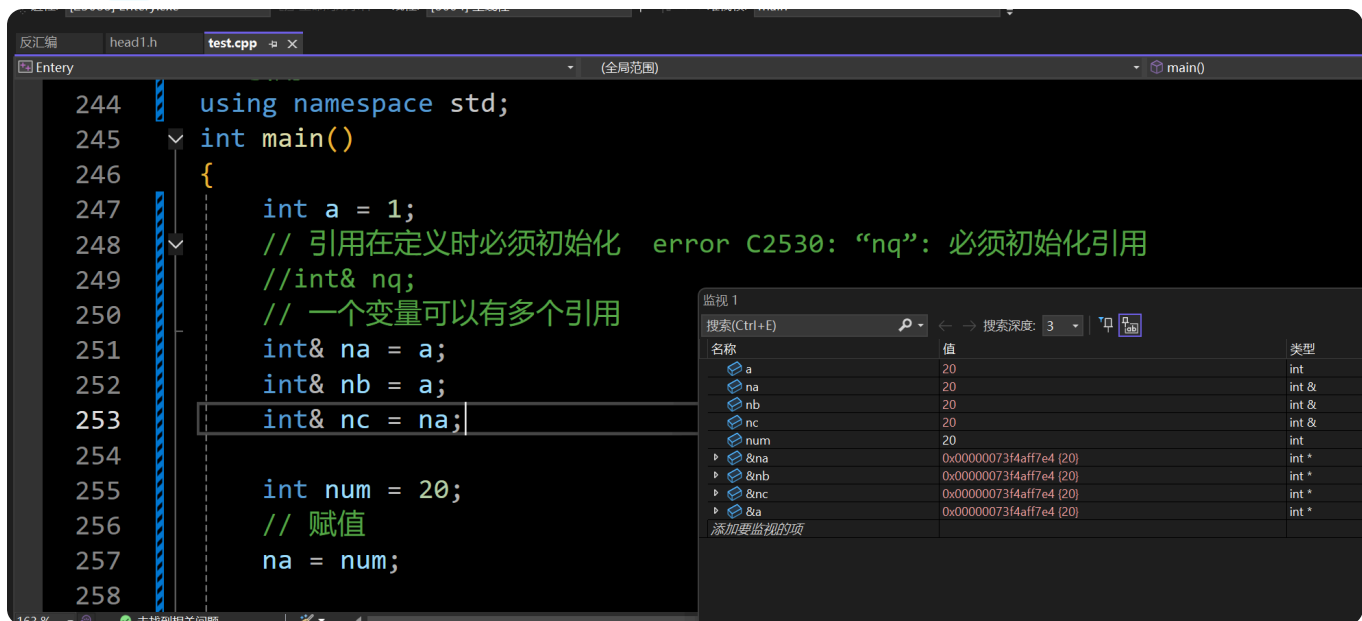 反汇编 head1.h test.cpp
Entery (全局范围) main()
244 using namespace std;
245 int main()
246 {
247 int a = 1;
248 // 引用在定义时必须初始化 error C2530: “nq”: 必须初始化引用
249 //int& nq;
250 // 一个变量可以有多个引用
251 int& na = a;
252 int& nb = a;
253 int& nc = na;
254
255 int num = 20;
256 // 赋值
257 na = num;
258
监视 1
搜索(Ctrl+E) 搜索深度: 3
名称 值 类型
a 20 int
na 20 int &
nb 20 int &
nc 20 int &
num 20 int
&na 0x00000073f4aff7e4 {20} int *
&nb 0x00000073f4aff7e4 {20} int *
&nc 0x00000073f4aff7e4 {20} int *
&a 0x00000073f4aff7e4 {20} int *
添加要监视的项